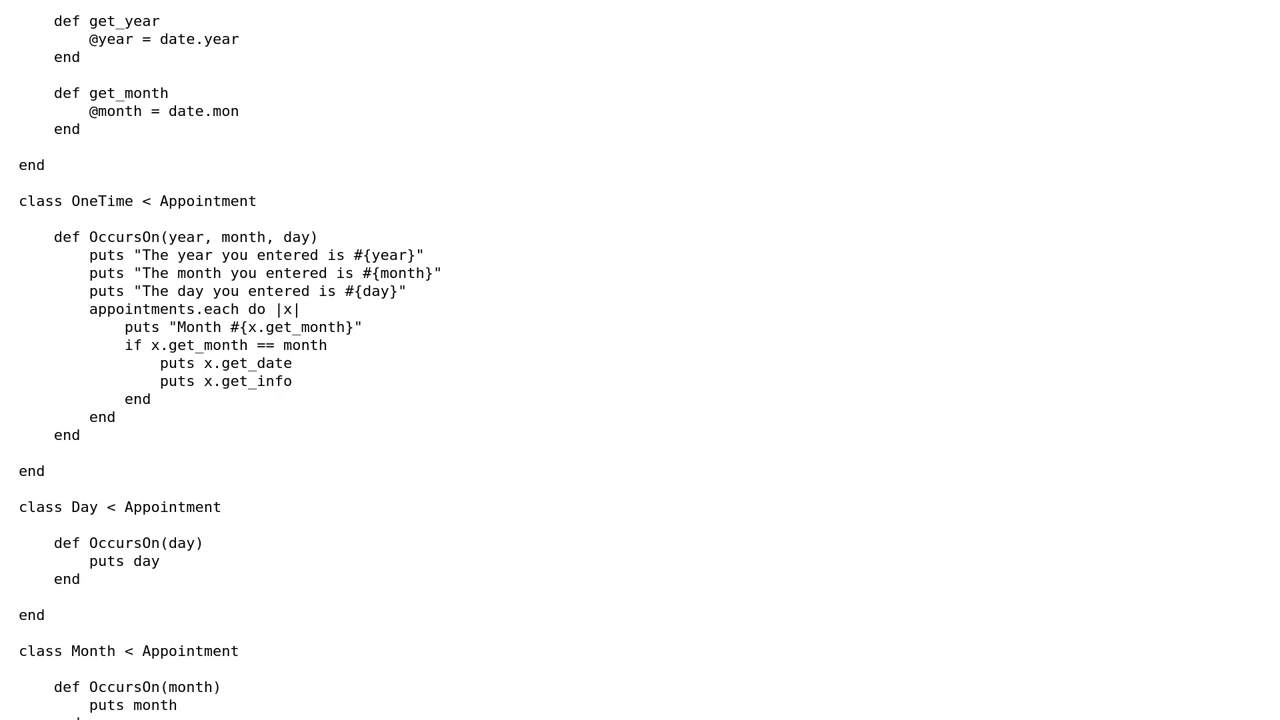 def get_year
@year = date.year
end
def get_month
@month = date.mon
end
end
class OneTime < Appointment
def OccursOn(year, month, day)
puts "The year you entered is #{year}"
puts "The month you entered is #{month}"
puts "The day you entered is #{day}"
appointments.each do |x|
puts "Month #{x.get_month}"
if x.get_month == month
puts x.get_date
puts x.get_info
end
end
end
end
class Day < Appointment
def OccursOn(day)
puts day
end
end
class Month < Appointment
def OccursOn(month)
puts month